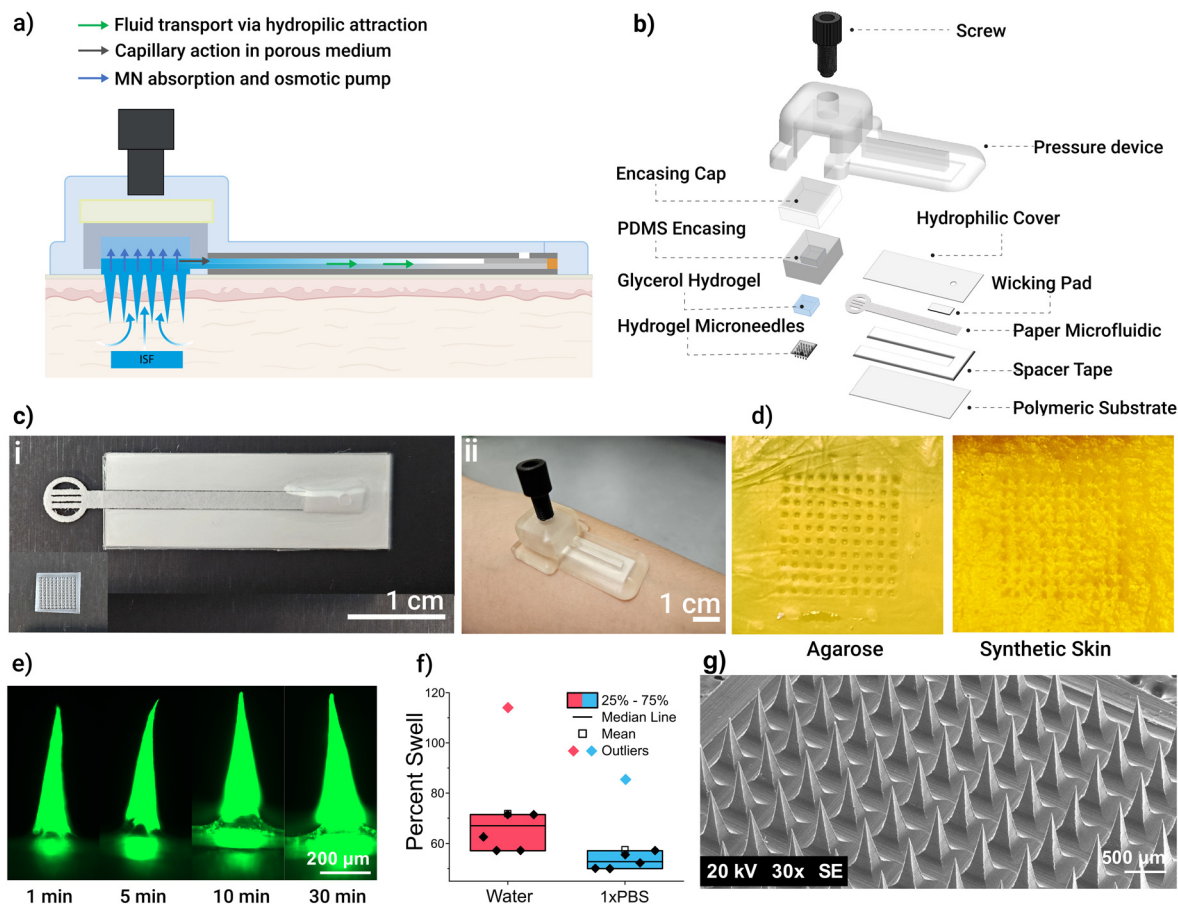 a)
Fluid transport via hydropilic attraction
Capillary action in porous medium
MN absorption and osmotic pump
ISF
b)
Screw
Pressure device
Encasing Cap
PDMS Encasing
Glycerol Hydrogel
Hydrogel Microneedles
Hydrophilic Cover
Wicking Pad
Paper Microfluidic
Spacer Tape
Polymeric Substrate
c)
i
1 cm
ii
1 cm
d)
Agarose
Synthetic Skin
e)
200 µm
1 min
5 min
10 min
30 min
f)
Percent Swell
120
100
80
60
25% - 75%
Median Line
Mean
Outliers
Water
1xPBS
g)
20 kV 30x SE
500 µm